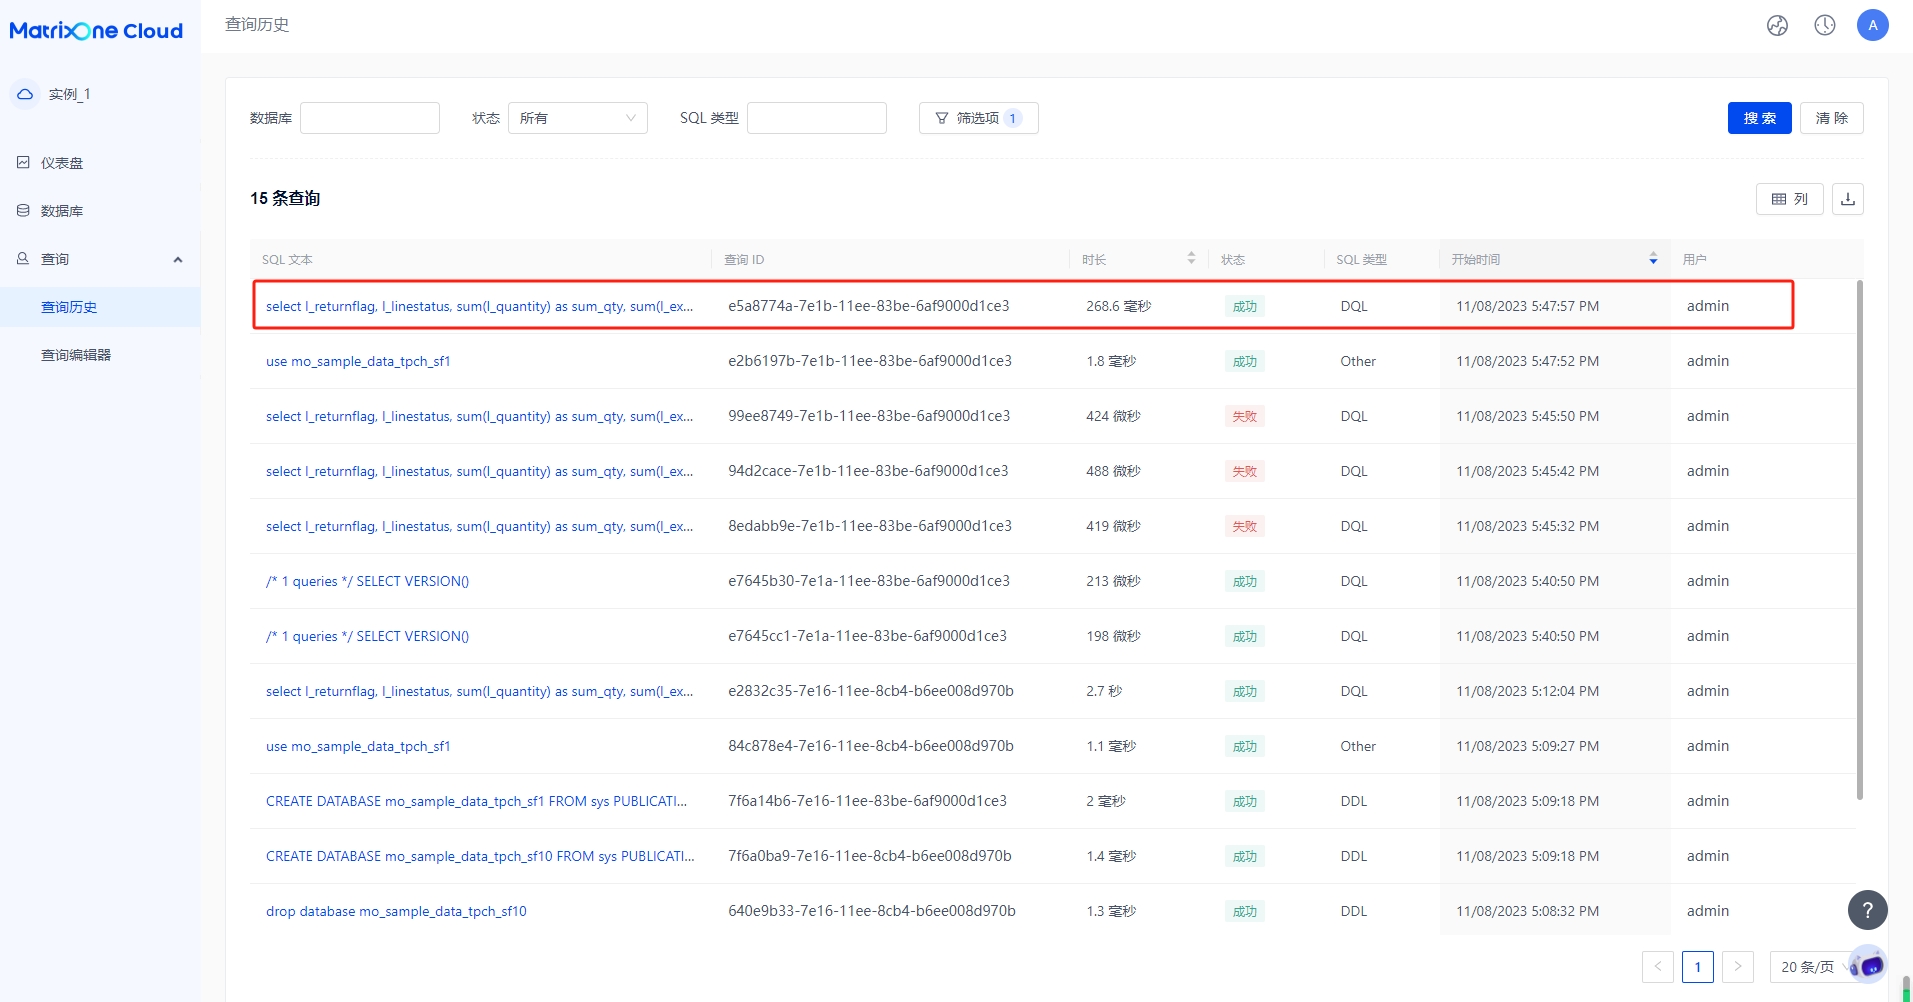 MatrixOne Cloud
查询历史
A
实例_1
仪表盘
数据库
查询
查询历史
查询编辑器
数据库
状态 所有
SQL 类型
筛选项 1
搜 索
清 除
15 条查询
列
SQL 文本 查询 ID 时长 状态 SQL 类型 开始时间 用户
select l_returnflag, l_linestatus, sum(l_quantity) as sum_qty, sum(l_ex... e5a8774a-7e1b-11ee-83be-6af9000d1ce3 268.6 毫秒 成功 DQL 11/08/2023 5:47:57 PM admin
use mo_sample_data_tpch_sf1 e2b6197b-7e1b-11ee-83be-6af9000d1ce3 1.8 毫秒 成功 Other 11/08/2023 5:47:52 PM admin
select l_returnflag, l_linestatus, sum(l_quantity) as sum_qty, sum(l_ex... 99ee8749-7e1b-11ee-83be-6af9000d1ce3 424 微秒 失败 DQL 11/08/2023 5:45:50 PM admin
select l_returnflag, l_linestatus, sum(l_quantity) as sum_qty, sum(l_ex... 94d2cace-7e1b-11ee-83be-6af9000d1ce3 488 微秒 失败 DQL 11/08/2023 5:45:42 PM admin
select l_returnflag, l_linestatus, sum(l_quantity) as sum_qty, sum(l_ex... 8edabb9e-7e1b-11ee-83be-6af9000d1ce3 419 微秒 失败 DQL 11/08/2023 5:45:32 PM admin
/* 1 queries */ SELECT VERSION() e7645b30-7e1a-11ee-83be-6af9000d1ce3 213 微秒 成功 DQL 11/08/2023 5:40:50 PM admin
/* 1 queries */ SELECT VERSION() e7645cc1-7e1a-11ee-83be-6af9000d1ce3 198 微秒 成功 DQL 11/08/2023 5:40:50 PM admin
select l_returnflag, l_linestatus, sum(l_quantity) as sum_qty, sum(l_ex... e2832c35-7e16-11ee-8cb4-b6ee008d970b 2.7 秒 成功 DQL 11/08/2023 5:12:04 PM admin
use mo_sample_data_tpch_sf1 84c878e4-7e16-11ee-8cb4-b6ee008d970b 1.1 毫秒 成功 Other 11/08/2023 5:09:27 PM admin
CREATE DATABASE mo_sample_data_tpch_sf1 FROM sys PUBLICATI... 7f6a14b6-7e16-11ee-83be-6af9000d1ce3 2 毫秒 成功 DDL 11/08/2023 5:09:18 PM admin
CREATE DATABASE mo_sample_data_tpch_sf10 FROM sys PUBLICATI... 7f6a0ba9-7e16-11ee-8cb4-b6ee008d970b 1.4 毫秒 成功 DDL 11/08/2023 5:09:18 PM admin
drop database mo_sample_data_tpch_sf10 640e9b33-7e16-11ee-8cb4-b6ee008d970b 1.3 毫秒 成功 DDL 11/08/2023 5:08:32 PM admin
?
< 1 > 20 条/页